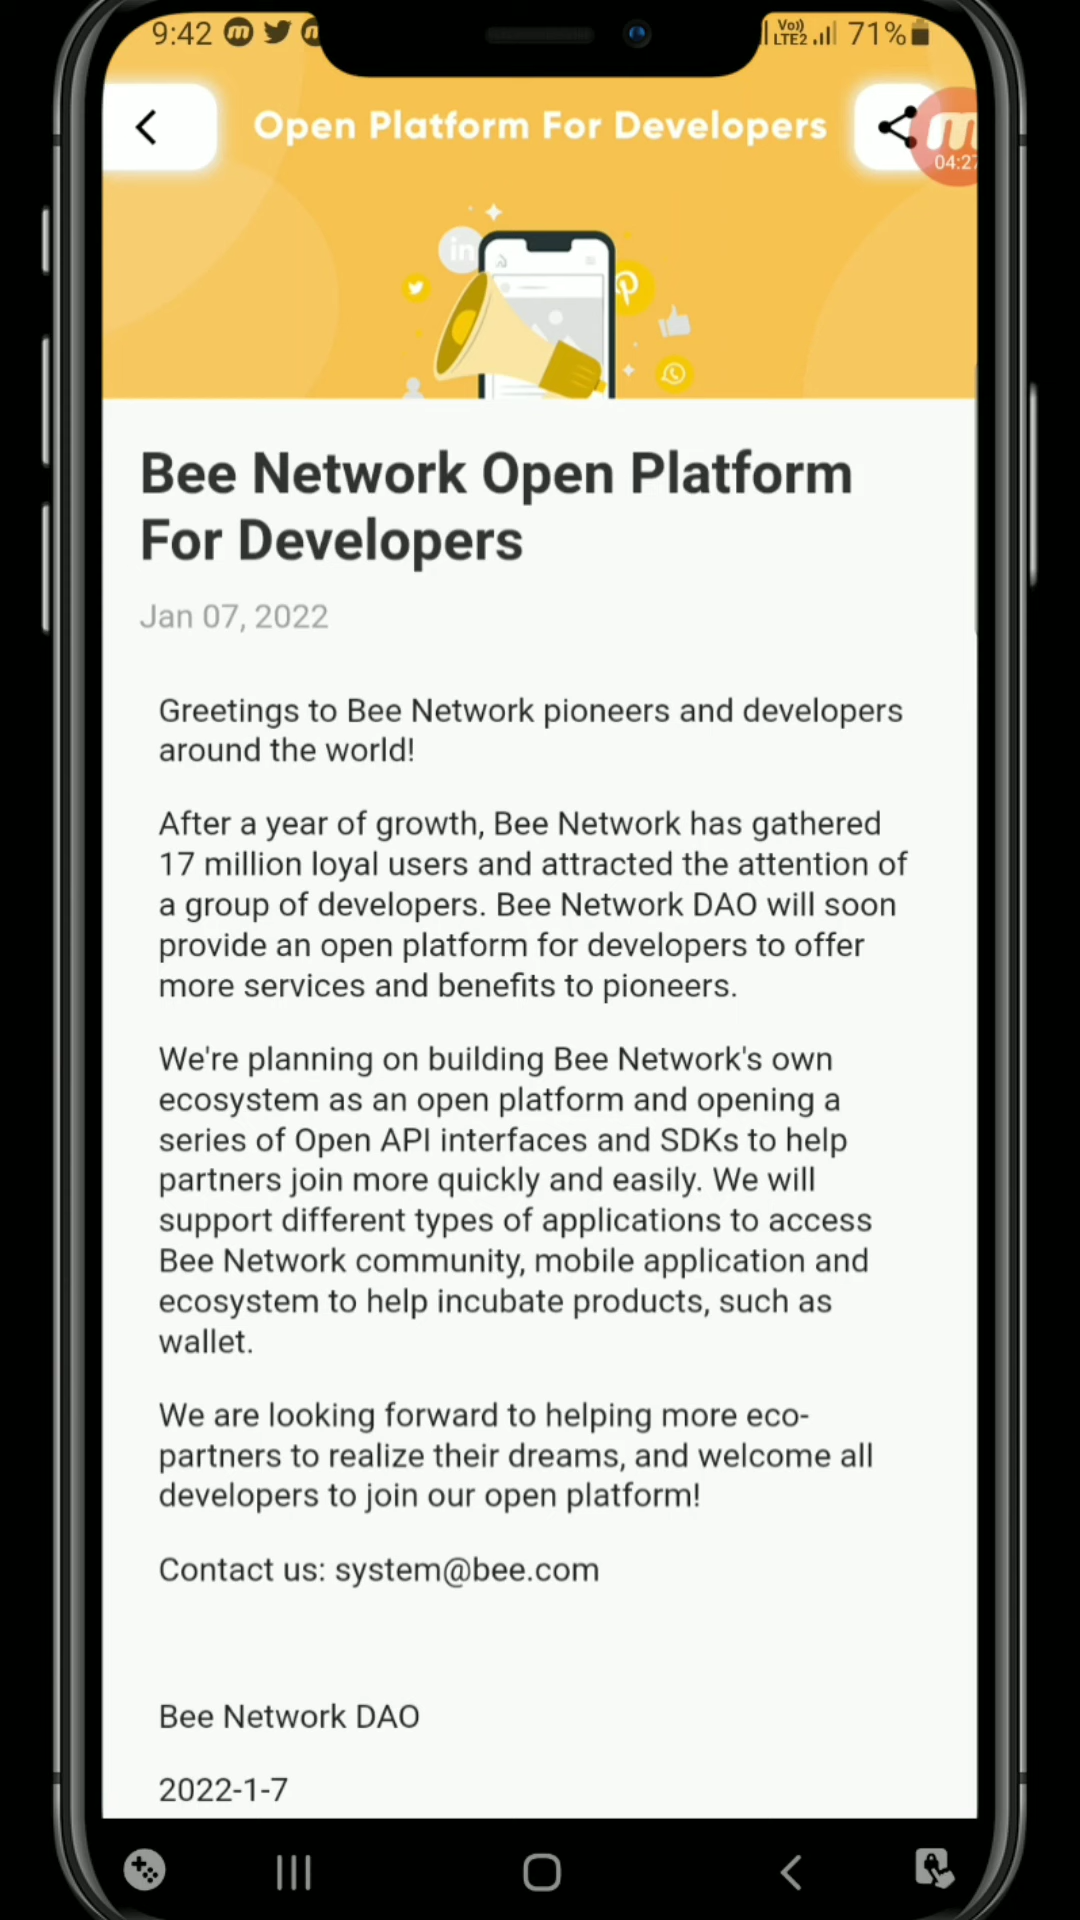 9:42
Vo))
LTE2
71%
Open Platform For Developers
04:27
in
Bee Network Open Platform
For Developers
Jan 07, 2022
Greetings to Bee Network pioneers and developers
around the world!
After a year of growth, Bee Network has gathered
17 million loyal users and attracted the attention of
a group of developers. Bee Network DAO will soon
provide an open platform for developers to offer
more services and benefits to pioneers.
We're planning on building Bee Network's own
ecosystem as an open platform and opening a
series of Open API interfaces and SDKs to help
partners join more quickly and easily. We will
support different types of applications to access
Bee Network community, mobile application and
ecosystem to help incubate products, such as
wallet.
We are looking forward to helping more eco-
partners to realize their dreams, and welcome all
developers to join our open platform!
Contact us: system@bee.com
Bee Network DAO
2022-1-7